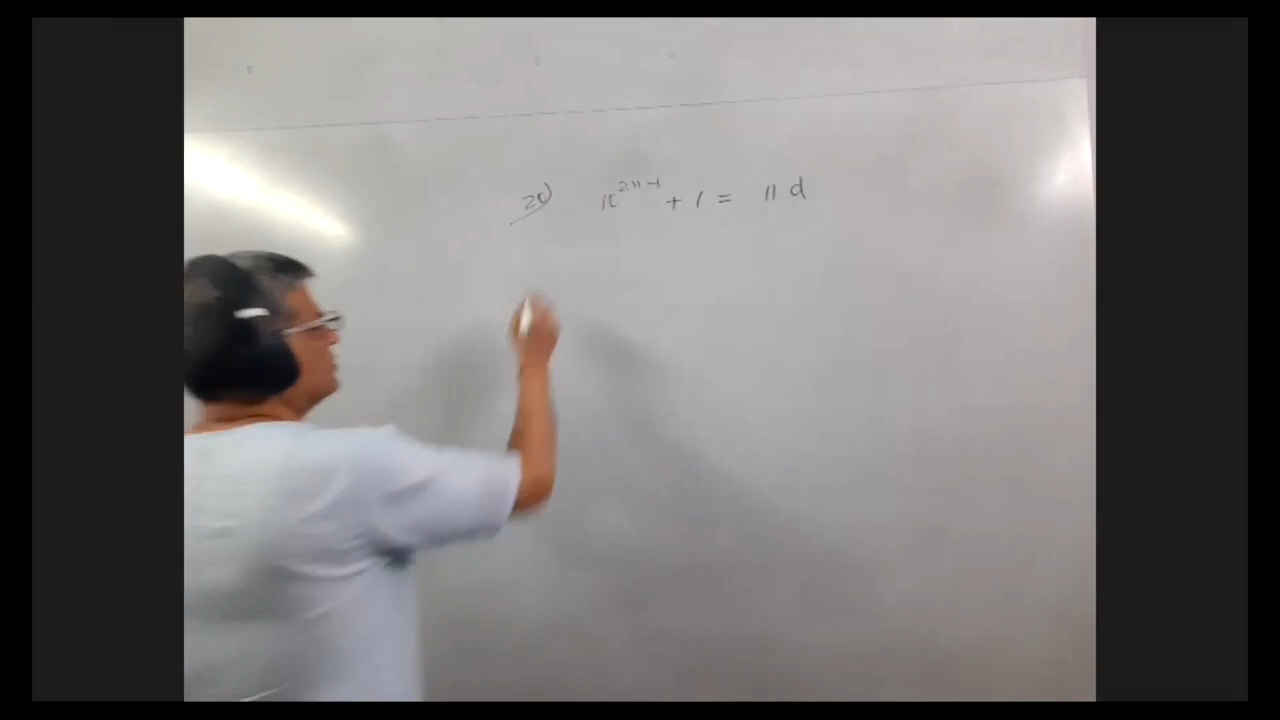 20) 10^{2n-1} + 1 = 11 d